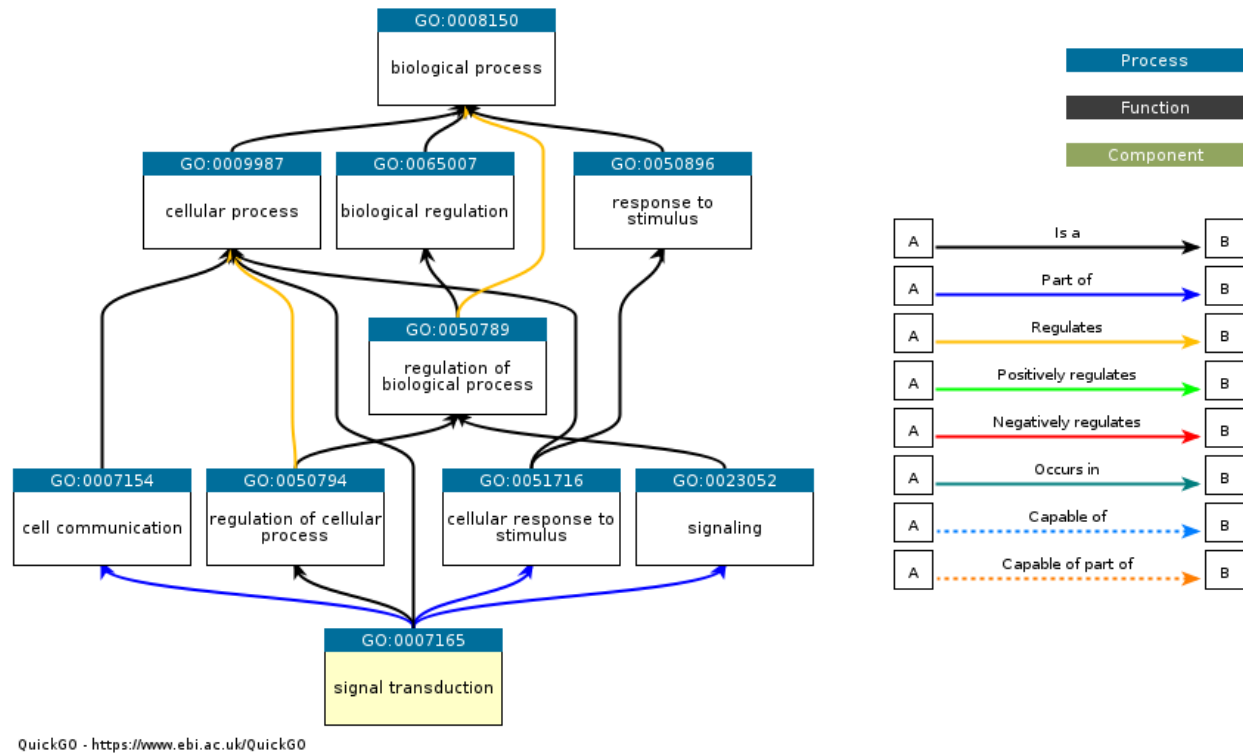 GO:0008150
biological process
Process
Function
Component
GO:0009987
cellular process
GO:0065007
biological regulation
GO:0050896
response to
stimulus
GO:0050789
regulation of
biological process
GO:0007154
cell communication
GO:0050794
regulation of cellular
process
GO:0051716
cellular response to
stimulus
GO:0023052
signaling
GO:0007165
signal transduction
A Is a B
A Part of B
A Regulates B
A Positively regulates B
A Negatively regulates B
A Occurs in B
A Capable of B
A Capable of part of B
QuickGO - https://www.ebi.ac.uk/QuickGO